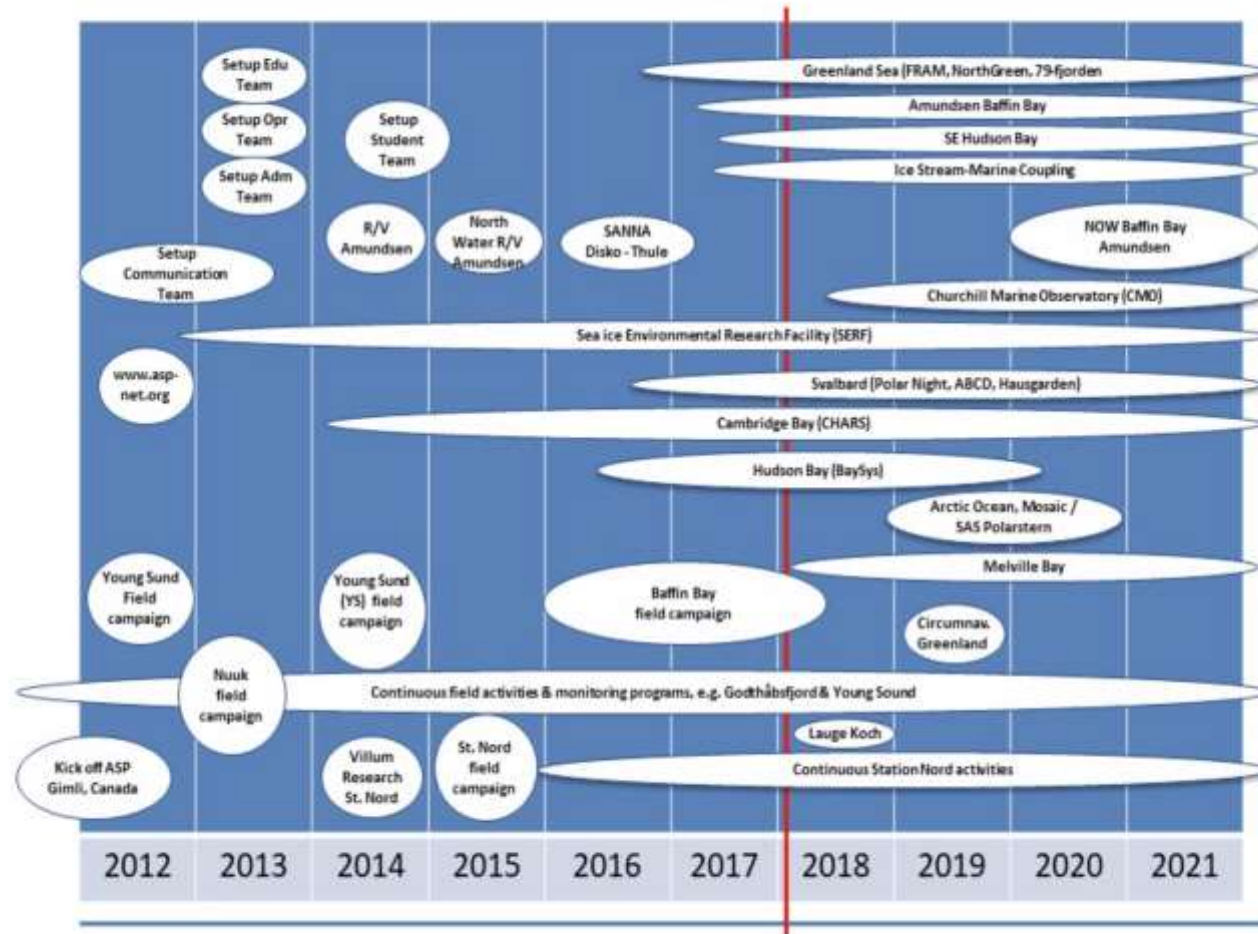 Setup Edu
Team
Greenland Sea (FRAM, NorthGreen, 79-fjorden
Amundsen Baffin Bay
Setup Opr
Team
Setup
Student
Team
SE Hudson Bay
Setup Adm
Team
Ice Stream-Marine Coupling
R/V
Amundsen
North
Water R/V
Amundsen
SANNA
Disko - Thule
NOW Baffin Bay
Amundsen
Setup
Communication
Team
Churchill Marine Observatory (CMO)
Sea ice Environmental Research Facility (SERF)
www.asp-
net.org
Svalbard (Polar Night, ABCD, Hausgarden)
Cambridge Bay (CHARS)
Hudson Bay (BaySys)
Arctic Ocean, Mosaic /
SAS Polarstern
Melville Bay
Young Sund
Field
campaign
Young Sund
(YS) field
campaign
Baffin Bay
field campaign
Circumnav.
Greenland
Nuuk
field
campaign
Continuous field activities & monitoring programs, e.g. Godthåbsfjord & Young Sound
Lauge Koch
Kick off ASP
Gimli, Canada
Villum
Research
St. Nord
St. Nord
field
campaign
Continuous Station Nord activities
2012 2013 2014 2015 2016 2017 2018 2019 2020 2021